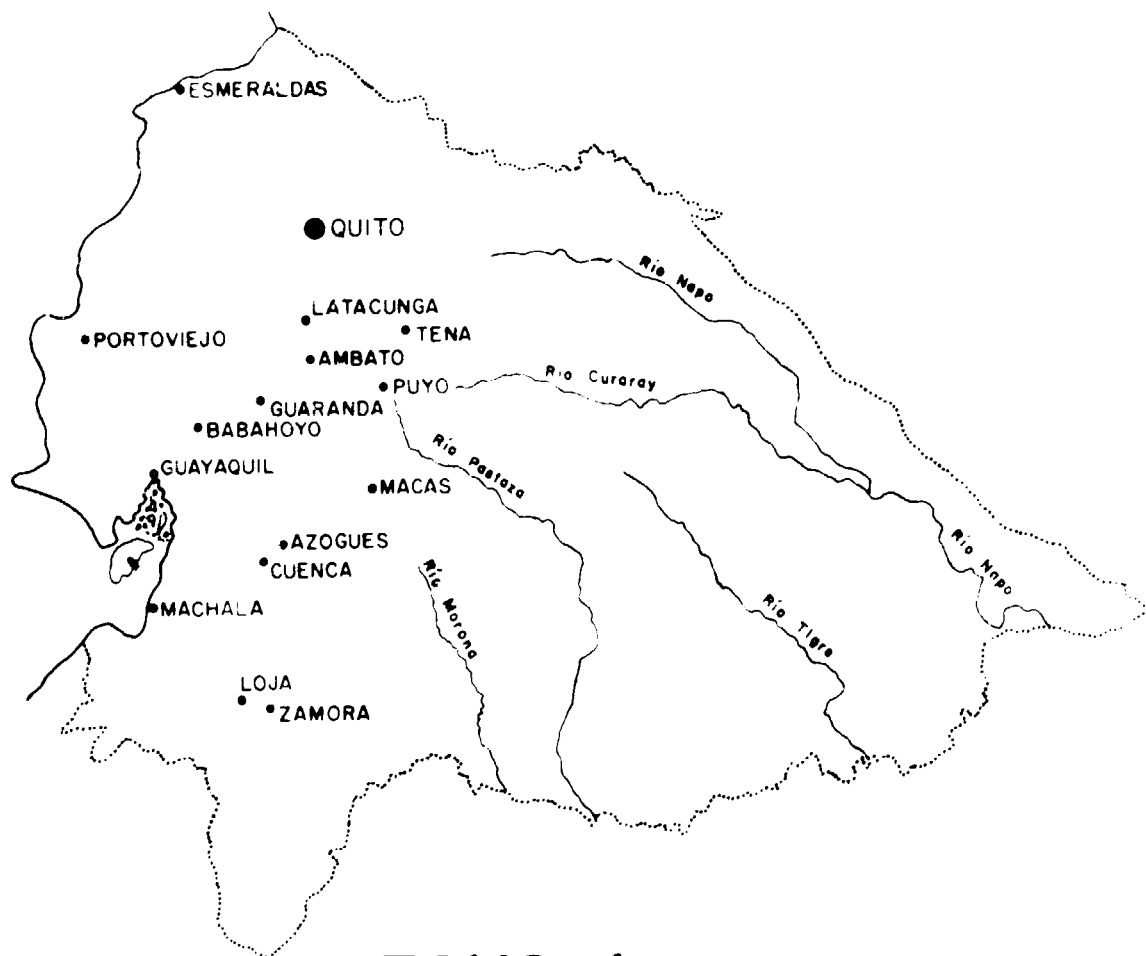 ESMERALDAS
QUITO
Río Napo
LATACUNGA
TENA
PORTOVIEJO
AMBATO
Río Curaray
PUYO
GUARANDA
BABAHOYO
Río Pastaza
GUAYAQUIL
MACAS
AZOGUES
CUENCA
Río Morona
Río Napo
MACHALA
Río Tigre
LOJA
ZAMORA